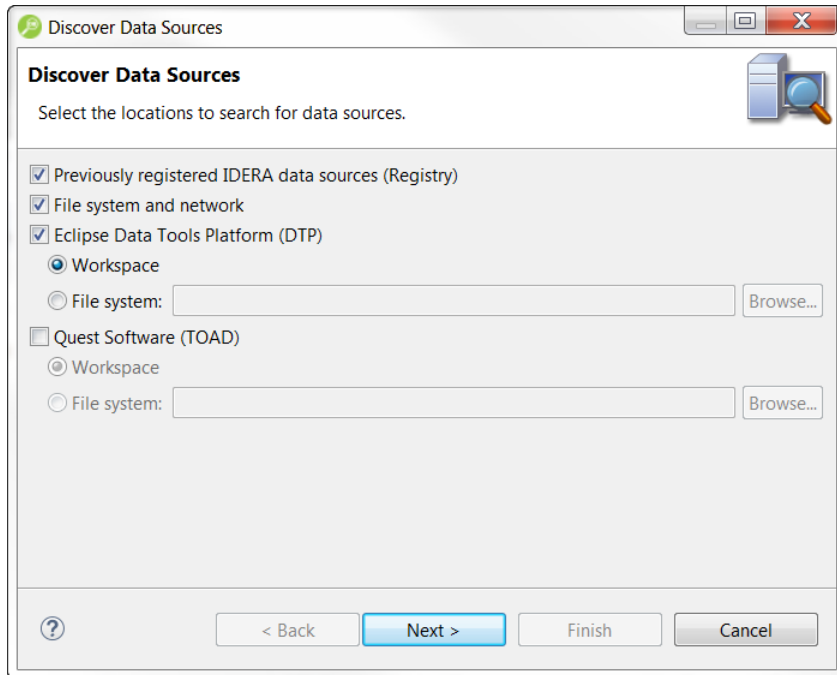 Discover Data Sources
Discover Data Sources
Select the locations to search for data sources.
Previously registered IDERA data sources (Registry)
File system and network
Eclipse Data Tools Platform (DTP)
Workspace
File system:
Browse...
Quest Software (TOAD)
Workspace
File system:
Browse...
?
< Back
Next >
Finish
Cancel